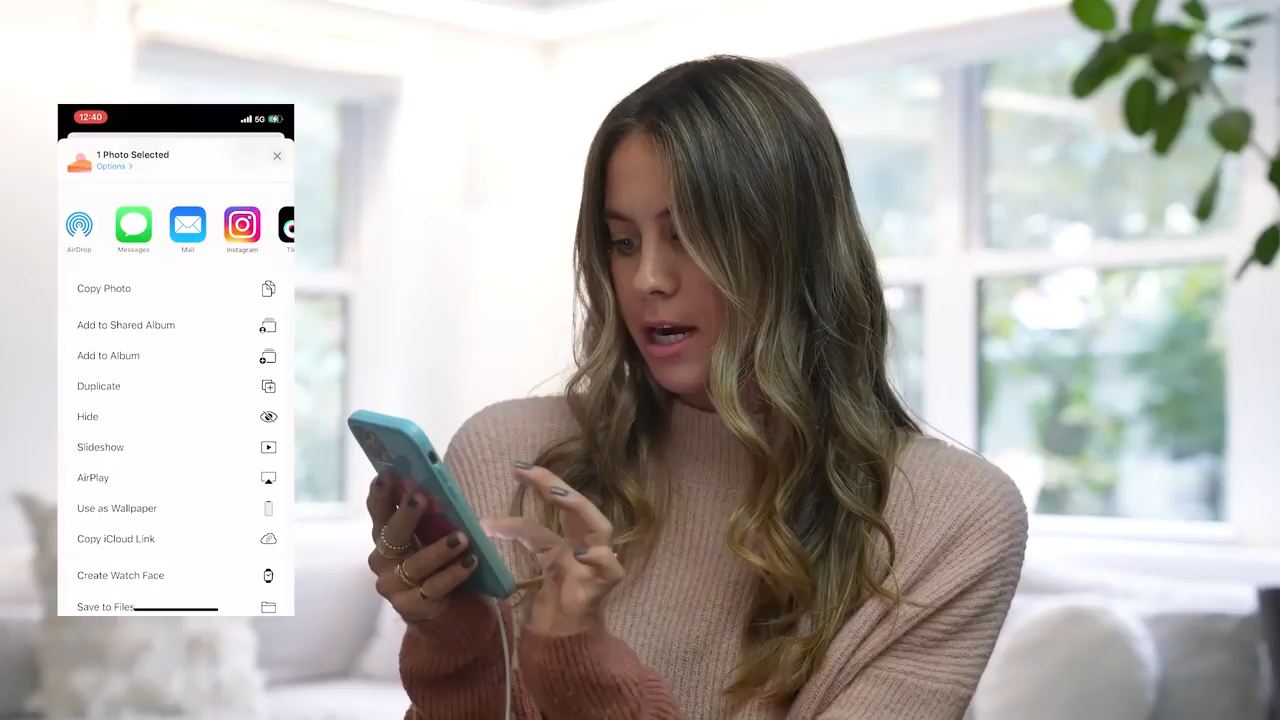 12:40
5G
1 Photo Selected
Options >
AirDrop
Messages
Mail
Instagram
Copy Photo
Add to Shared Album
Add to Album
Duplicate
Hide
Slideshow
AirPlay
Use as Wallpaper
Copy iCloud Link
Create Watch Face
Save to Files